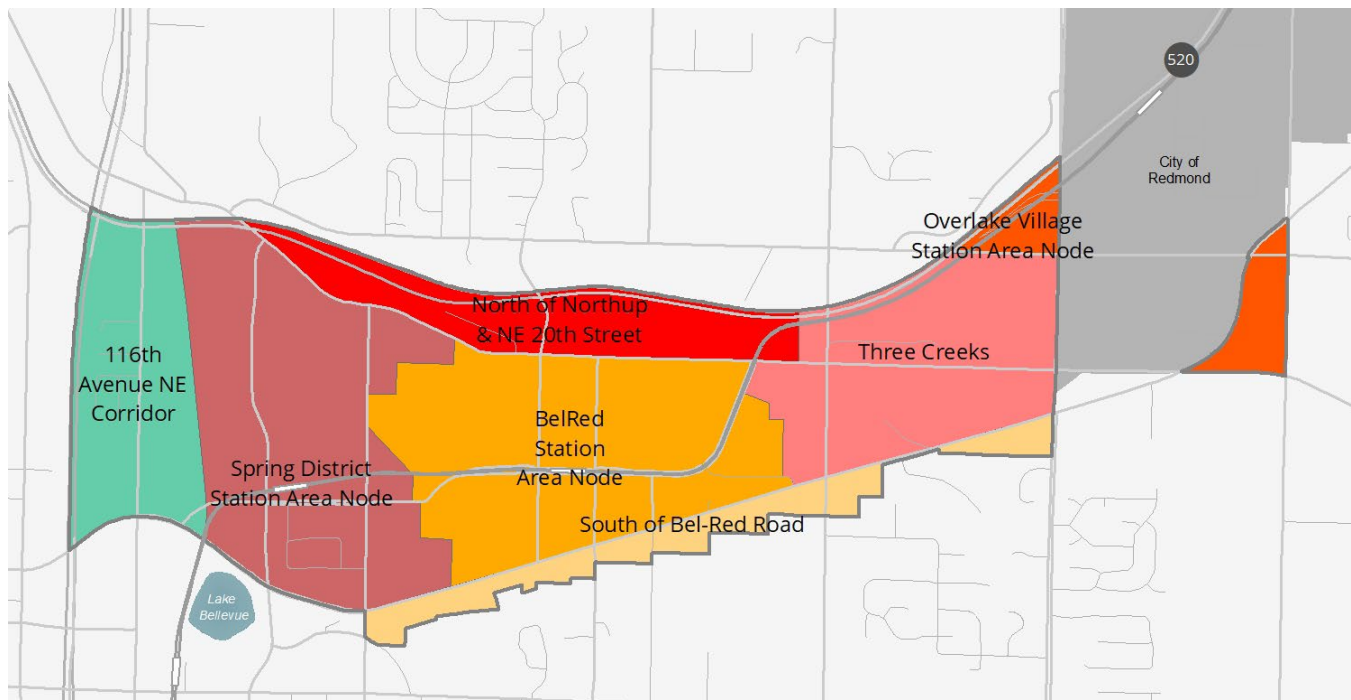 520
City of
Redmond
Overlake Village
Station Area Node
North of Northup
& NE 20th Street
Three Creeks
116th
Avenue NE
Corridor
BelRed
Station
Area Node
Spring District
Station Area Node
South of Bel-Red Road
Lake
Bellevue